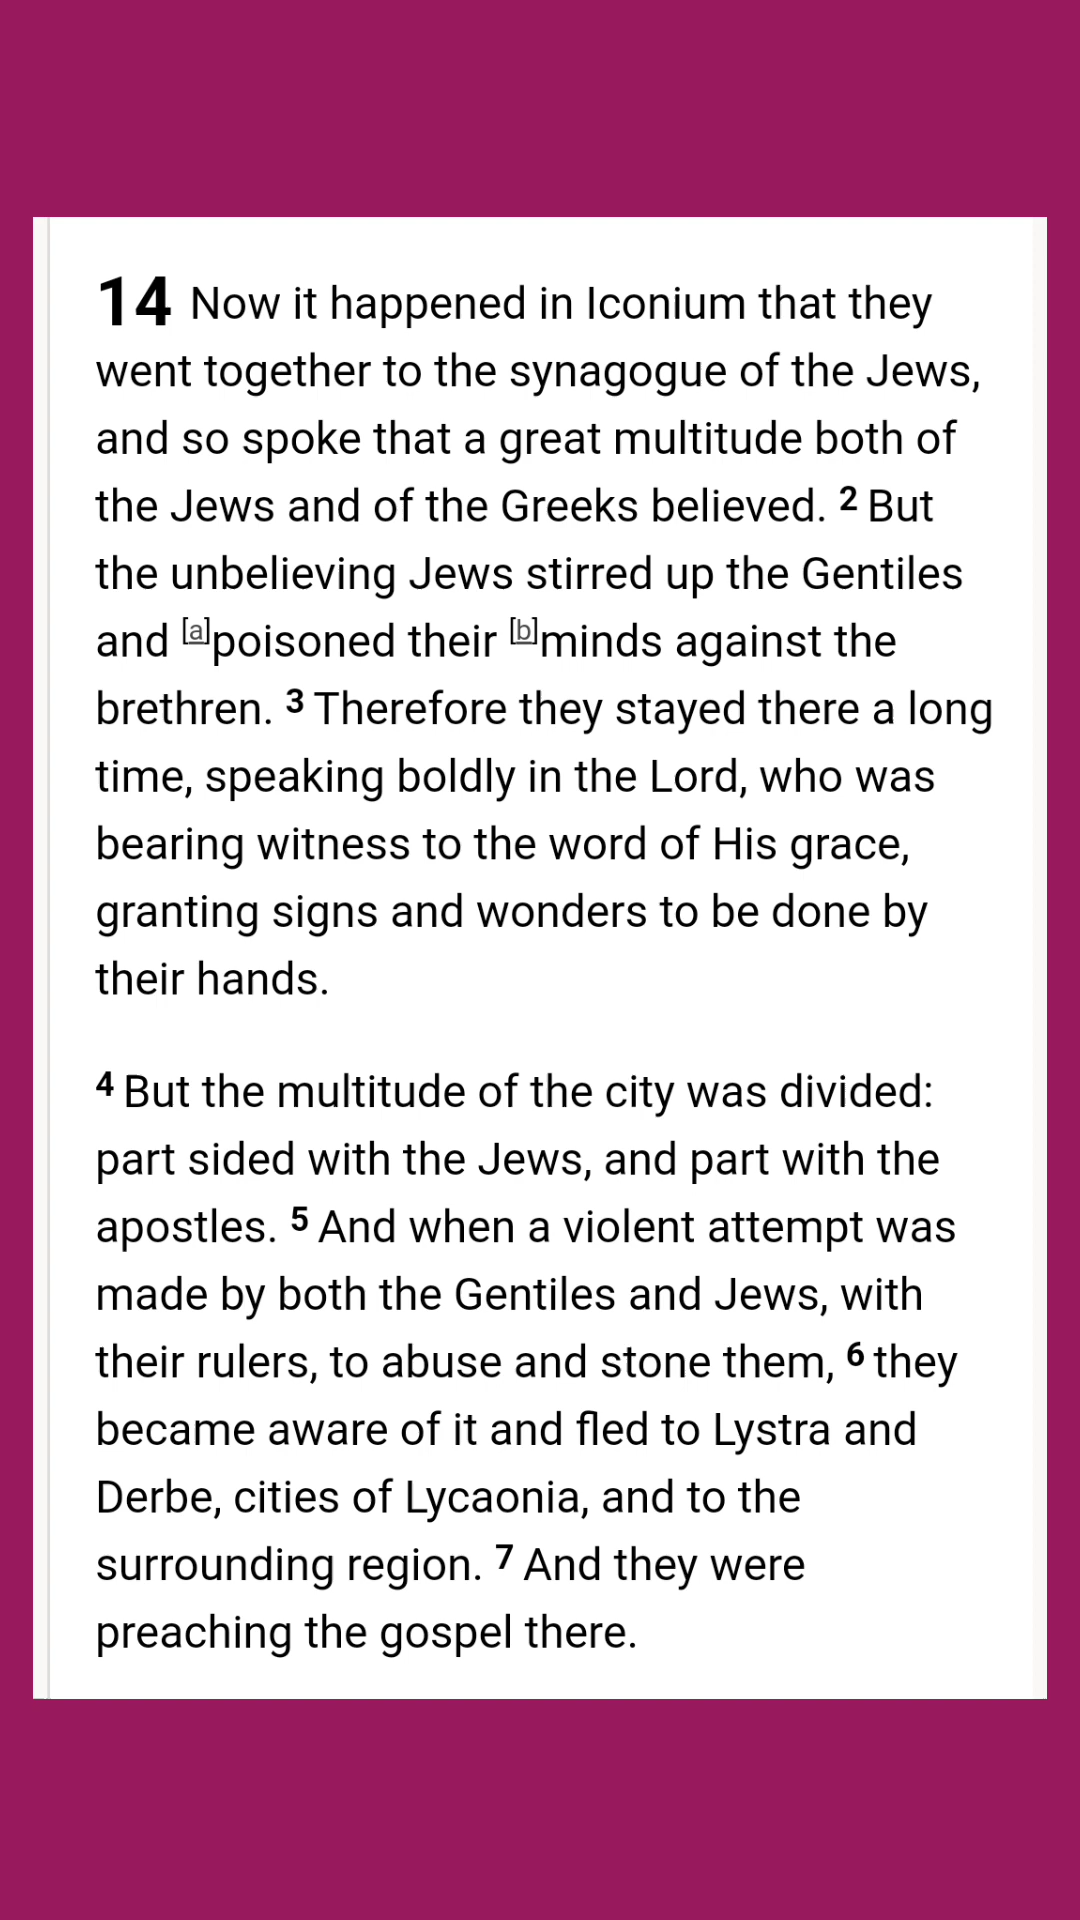 14 Now it happened in Iconium that they
went together to the synagogue of the Jews,
and so spoke that a great multitude both of
the Jews and of the Greeks believed. 2 But
the unbelieving Jews stirred up the Gentiles
and [a]poisoned their [b]minds against the
brethren. 3 Therefore they stayed there a long
time, speaking boldly in the Lord, who was
bearing witness to the word of His grace,
granting signs and wonders to be done by
their hands.
4 But the multitude of the city was divided:
part sided with the Jews, and part with the
apostles. 5 And when a violent attempt was
made by both the Gentiles and Jews, with
their rulers, to abuse and stone them, 6 they
became aware of it and fled to Lystra and
Derbe, cities of Lycaonia, and to the
surrounding region. 7 And they were
preaching the gospel there.